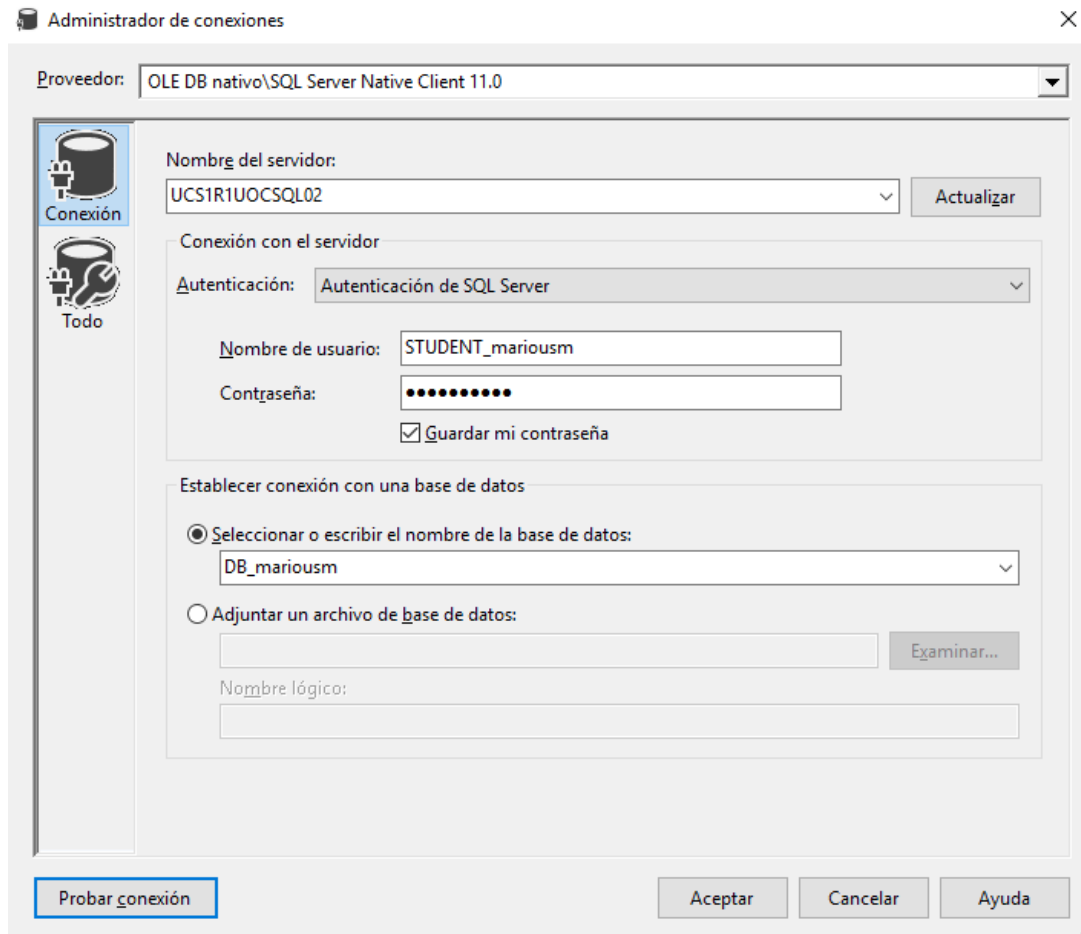 Administrador de conexiones
Proveedor: OLE DB nativo\SQL Server Native Client 11.0
Conexión
Todo
Nombre del servidor:
UCS1R1UOCSQL02 Actualizar
Conexión con el servidor
Autenticación: Autenticación de SQL Server
Nombre de usuario: STUDENT_mariousm
Contraseña: ••••••••••
Guardar mi contraseña
Establecer conexión con una base de datos
Seleccionar o escribir el nombre de la base de datos:
DB_mariousm
Adjuntar un archivo de base de datos:
Examinar...
Nombre lógico:
Probar conexión Aceptar Cancelar Ayuda